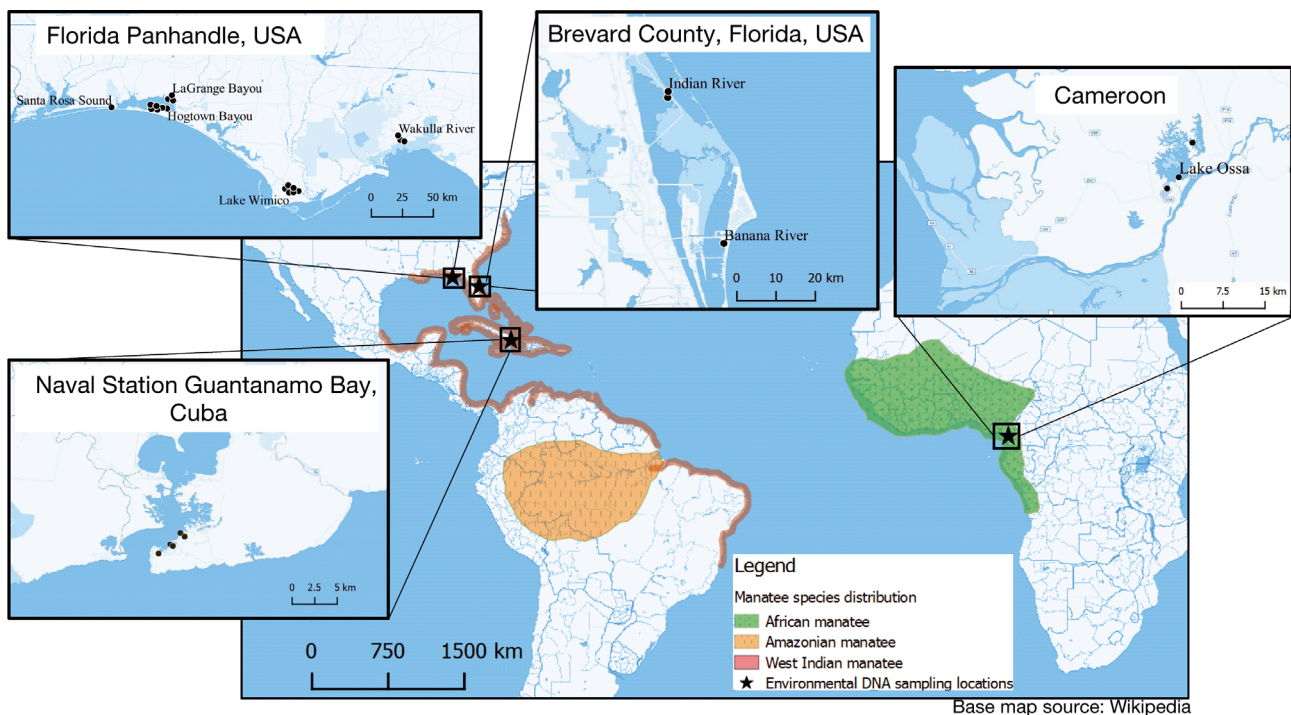 Florida Panhandle, USA
LaGrange Bayou
Santa Rosa Sound
Hogtown Bayou
Wakulla River
Lake Wimico
0 25 50 km
Brevard County, Florida, USA
Indian River
Banana River
0 10 20 km
Cameroon
Lake Ossa
0 7.5 15 km
Naval Station Guantanamo Bay,
Cuba
0 2.5 5 km
0 750 1500 km
Legend
Manatee species distribution
African manatee
Amazonian manatee
West Indian manatee
Environmental DNA sampling locations
Base map source: Wikipedia